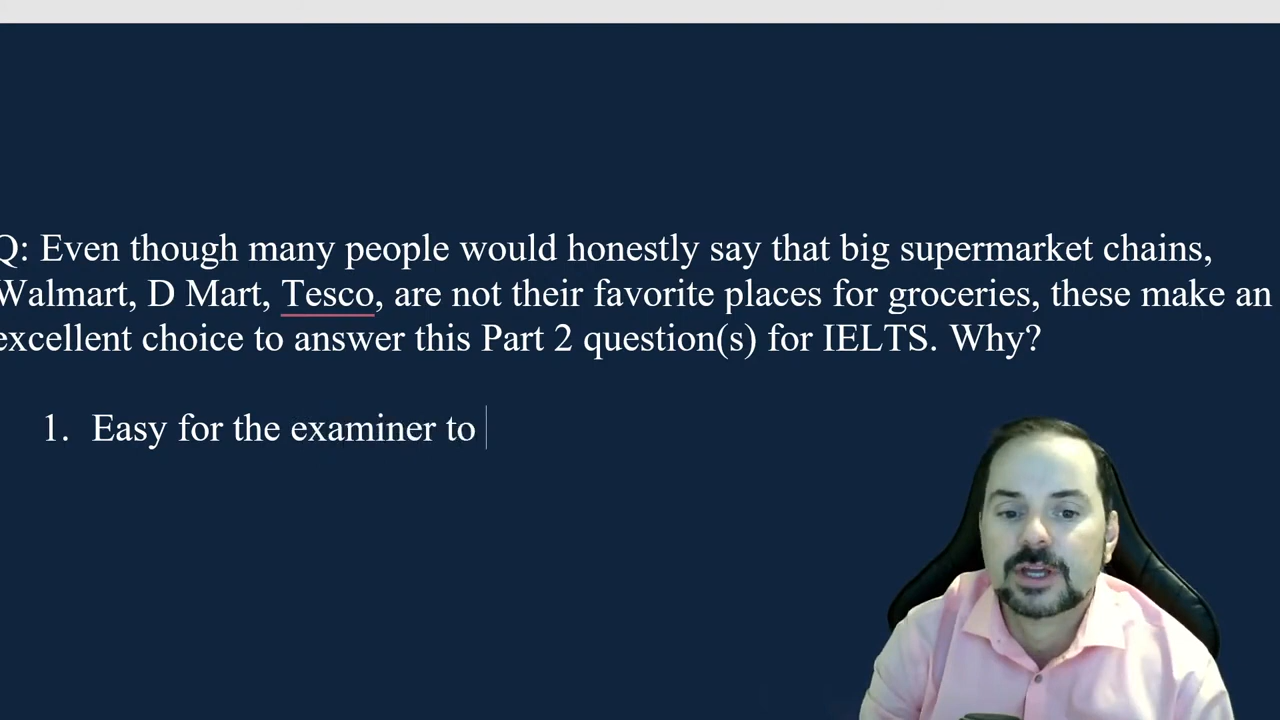 Q: Even though many people would honestly say that big supermarket chains,
Walmart, D Mart, Tesco, are not their favorite places for groceries, these make an
excellent choice to answer this Part 2 question(s) for IELTS. Why?
1. Easy for the examiner to